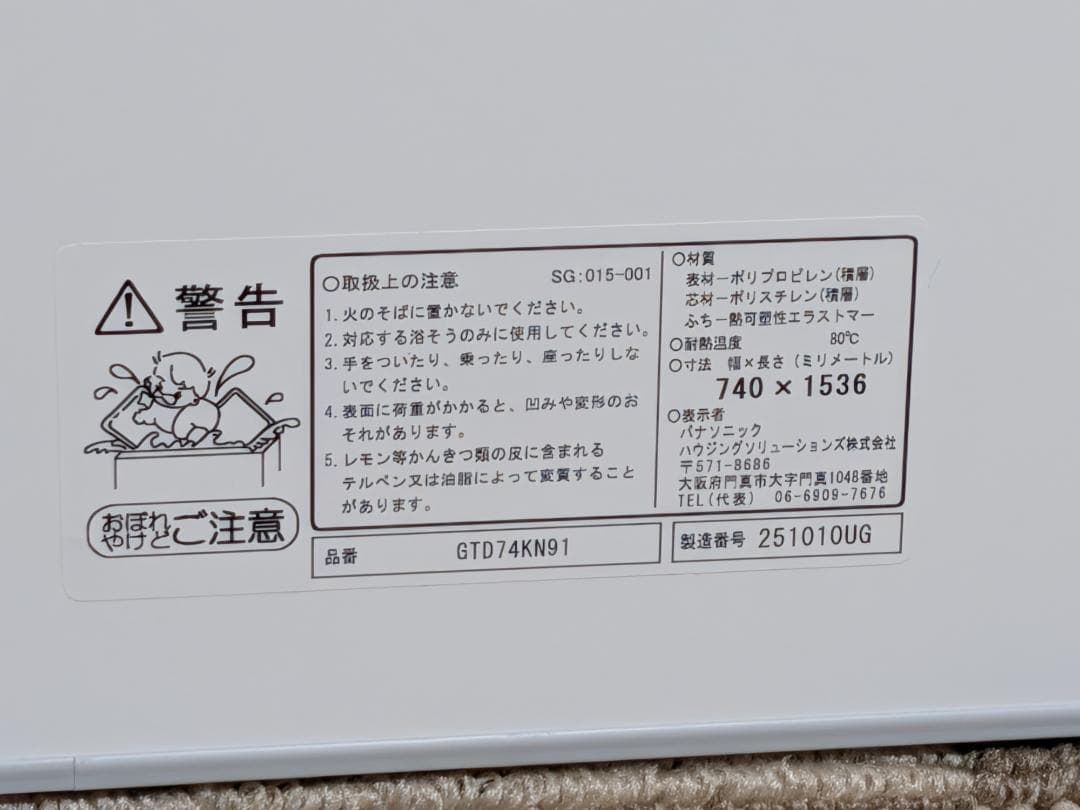 警告
おぼれ
やけど
ご注意
○取扱上の注意 SG:015-001
1. 火のそばに置かないでください。
2. 対応する浴そうのみに使用してください。
3. 手をついたり、乗ったり、座ったりしな
いでください。
4. 表面に荷重がかかると、凹みや変形のお
それがあります。
5. レモン等かんきつ類の皮に含まれる
テルペン又は油脂によって変質すること
があります。
○材質
表材−ポリプロピレン(積層)
芯材−ポリスチレン(積層)
ふち−熱可塑性エラストマー
○耐熱温度 80℃
○寸法 幅×長さ(ミリメートル)
740 × 1536
○表示者
パナソニック
ハウジングソリューションズ株式会社
〒571-8686
大阪府門真市大字門真1048番地
TEL(代表) 06-6909-7676
品番 GTD74KN91
製造番号 251010UG